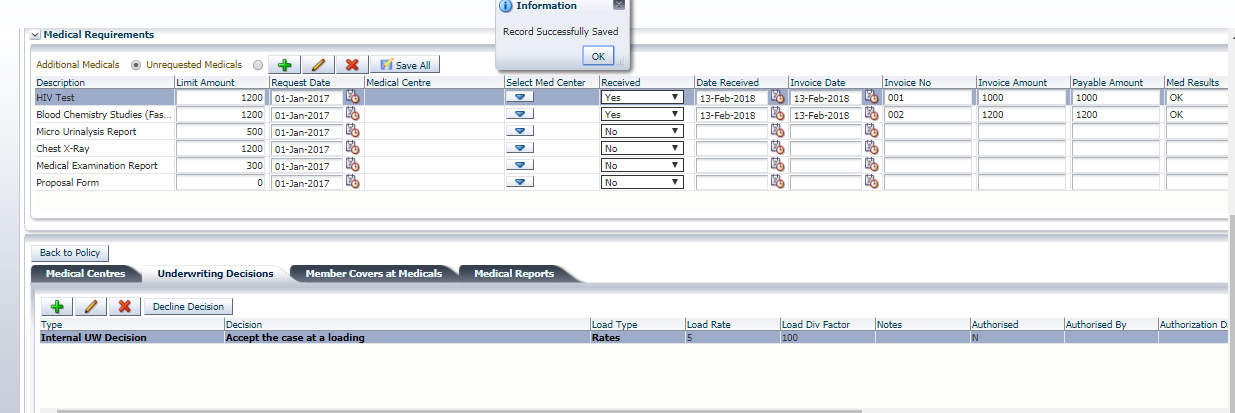 Information
Record Successfully Saved
OK
Medical Requirements
Additional Medicals Unrequested Medicals Save All
Description Limit Amount Request Date Medical Centre Select Med Center Received Date Received Invoice Date Invoice No Invoice Amount Payable Amount Med Results
HIV Test 1200 01-Jan-2017 Yes 13-Feb-2018 13-Feb-2018 001 1000 1000 OK
Blood Chemistry Studies (Fas... 1200 01-Jan-2017 Yes 13-Feb-2018 13-Feb-2018 002 1200 1200 OK
Micro Urinalysis Report 500 01-Jan-2017 No
Chest X-Ray 1200 01-Jan-2017 No
Medical Examination Report 300 01-Jan-2017 No
Proposal Form 0 01-Jan-2017 No
Back to Policy
Medical Centres Underwriting Decisions Member Covers at Medicals Medical Reports
Decline Decision
Type Decision Load Type Load Rate Load Div Factor Notes Authorised Authorised By Authorization D
Internal UW Decision Accept the case at a loading Rates 5 100 N